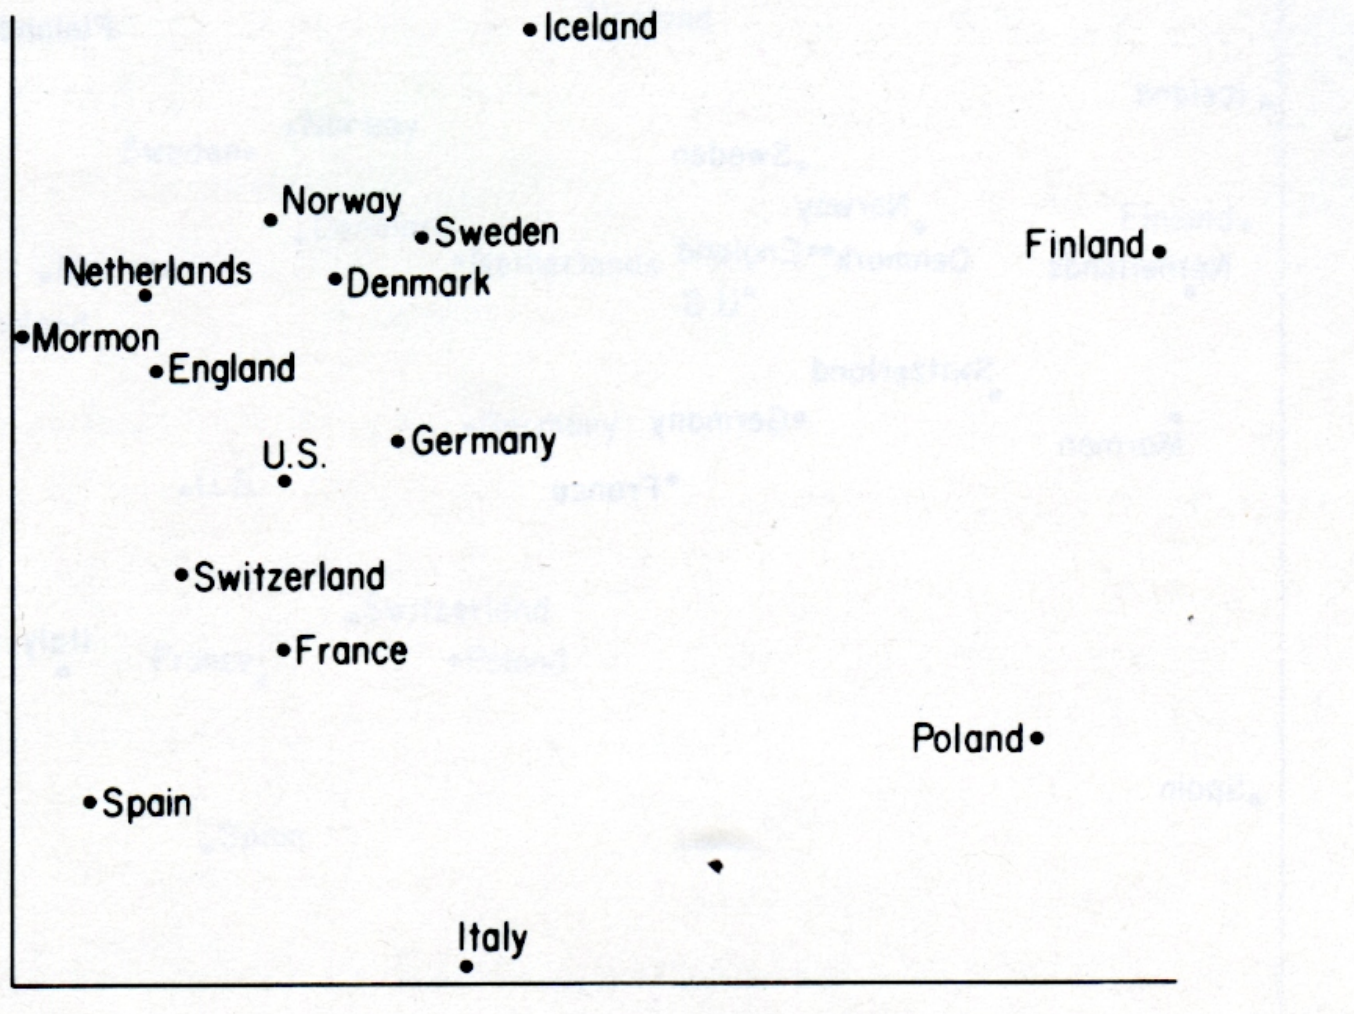 Iceland
Norway
Sweden
Finland
Netherlands
Denmark
Mormon
England
Germany
U.S.
Switzerland
France
Poland
Spain
Italy